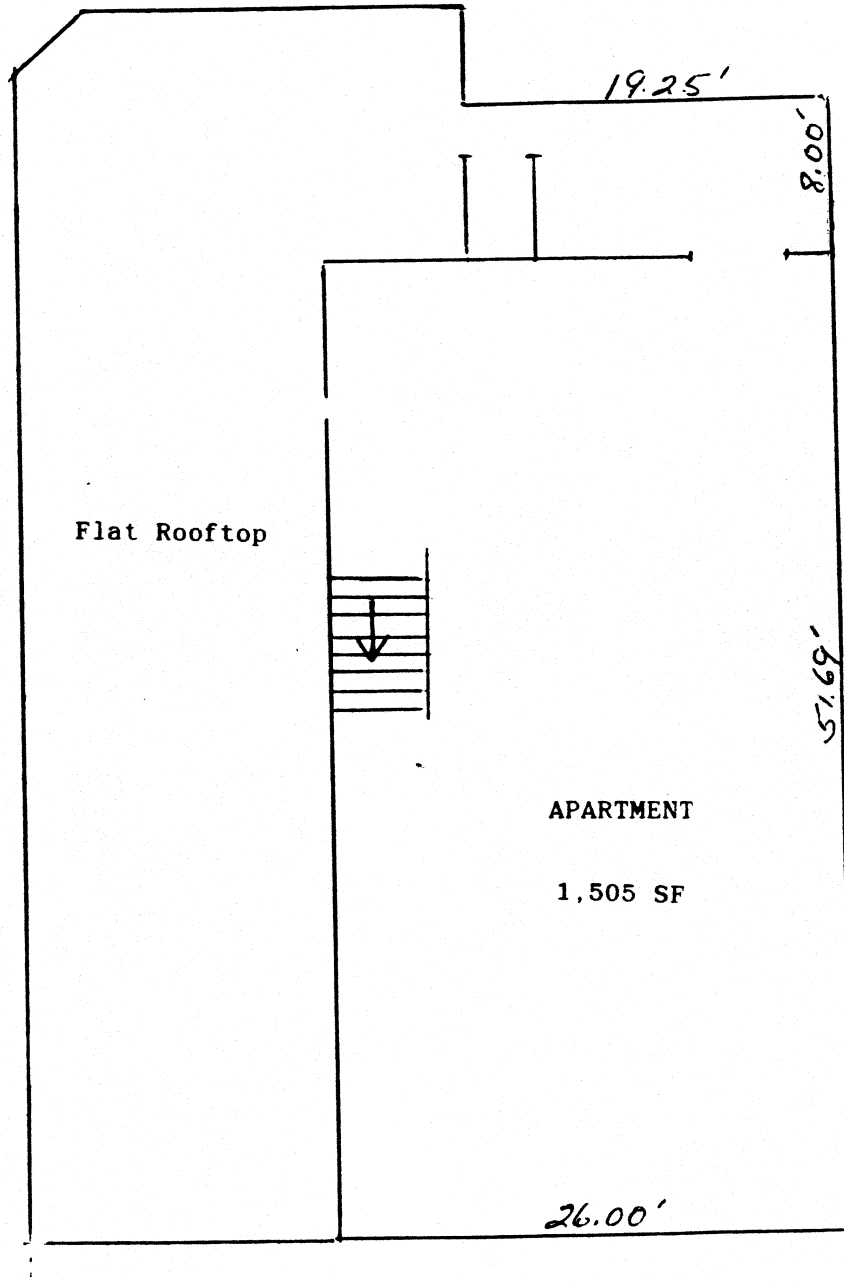 19.25'
8.00'
Flat Rooftop
51.69'
APARTMENT
1,505 SF
26.00'